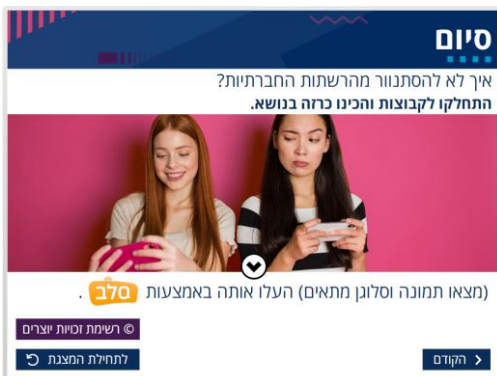 סיום
איך לא להסתנוור מהרשתות החברתיות?
התחלקו לקבוצות והכינו כרזה בנושא.
(מצאו תמונה וסלוגן מתאים) העלו אותה באמצעות סלב .
© רשימת זכויות יוצרים
לתחילת המצגת
הקודם